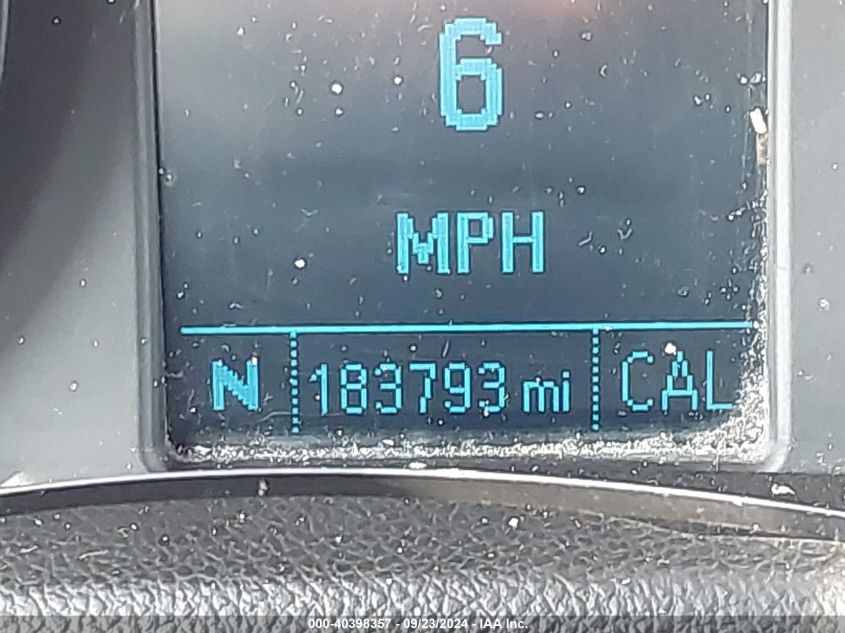 6
MPH
N 183793 mi CAL
000-40398357 - 09/23/2024 - IAA Inc.